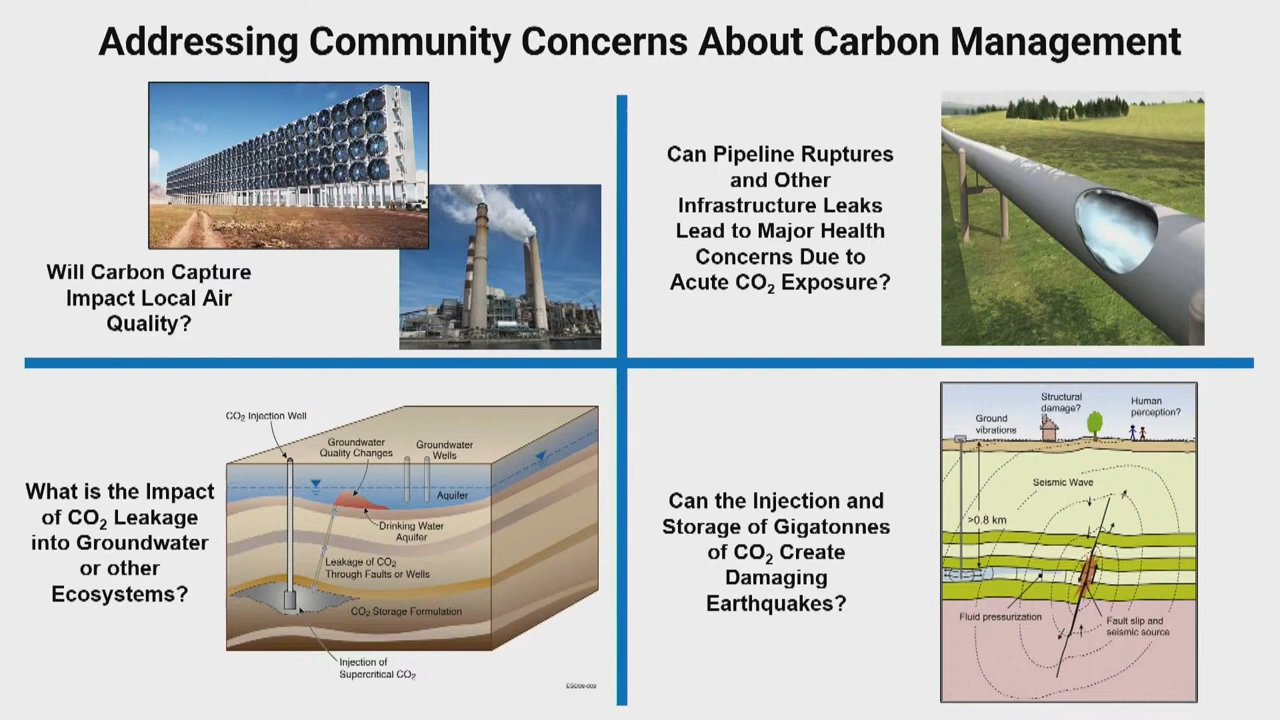 Addressing Community Concerns About Carbon Management
Will Carbon Capture
Impact Local Air
Quality?
Can Pipeline Ruptures
and Other
Infrastructure Leaks
Lead to Major Health
Concerns Due to
Acute CO₂ Exposure?
What is the Impact
of CO₂ Leakage
into Groundwater
or other
Ecosystems?
CO₂ Injection Well
Groundwater
Quality Changes
Groundwater
Wells
Aquifer
Drinking Water
Aquifer
Leakage of CO₂
Through Faults or Wells
CO₂ Storage Formulation
Injection of
Supercritical CO₂
Can the Injection and
Storage of Gigatonnes
of CO₂ Create
Damaging
Earthquakes?
Ground
vibrations
Structural
damage?
Human
perception?
Seismic Wave
>0.8 km
Fluid pressurization
Fault slip and
seismic source